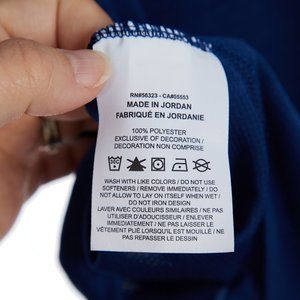 RN#56323 - CA#05553
MADE IN JORDAN
FABRIQUÉ EN JORDANIE
100% POLYESTER
EXCLUSIVE OF DECORATION /
DECORATION NON COMPRISE
WASH WITH LIKE COLORS / DO NOT USE
SOFTENERS / REMOVE IMMEDIATELY / DO
NOT ALLOW TO LAY ON ITSELF WHEN WET /
DO NOT IRON DESIGN
LAVER AVEC COULEURS SIMILAIRES / NE PAS
UTILISER D'ADOUCISSEUR / ENLEVER
IMMÉDIATEMENT / NE PAS LAISSER LE
VÊTEMENT PLIÉ LORSQU'IL EST MOUILLÉ /
NE PAS REPASSER LE DESSIN